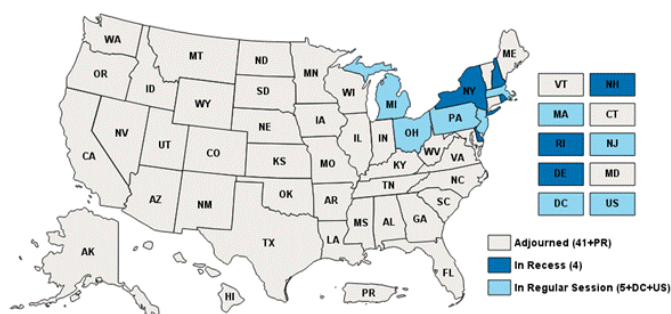 WA
MT
ND
MN
ME
OR
ID
SD
WI
NY
WY
MI
IA
NE
PA
NV
UT
IL
IN
OH
CA
CO
KS
MO
WV
VA
KY
AZ
NM
OK
AR
TN
NC
SC
MS
AL
GA
TX
LA
AK
FL
HI
PR
VT NH
MA CT
RI NJ
DE MD
DC US
Adjourned (41+PR)
In Recess (4)
In Regular Session (5+DC+US)